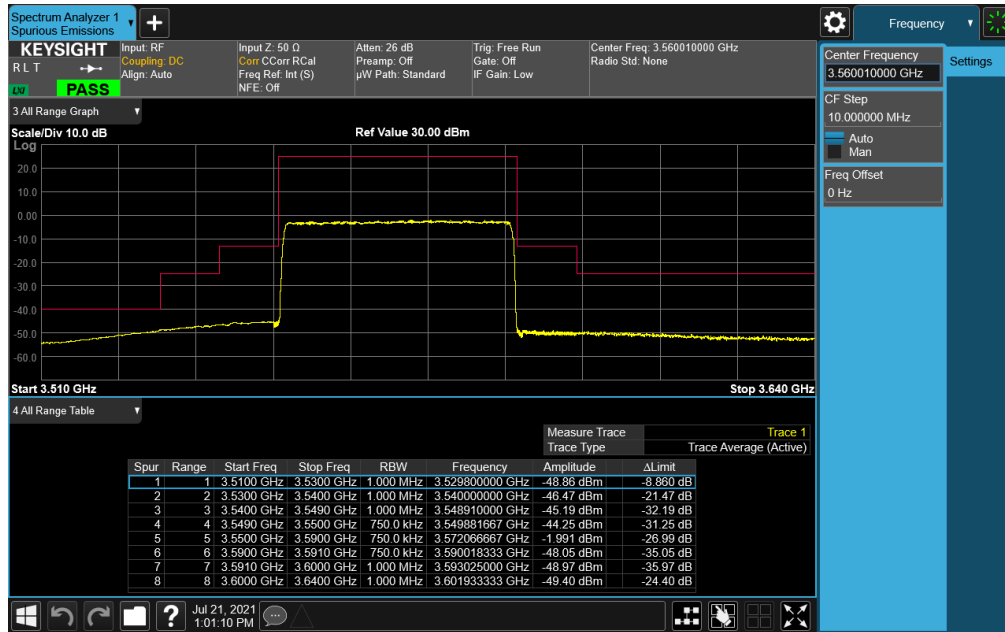 Spectrum Analyzer 1
Spurious Emissions
Frequency
KEYSIGHT
R L T
LXI
PASS
Input: RF
Coupling: DC
Align: Auto
Input Z: 50 Ω
Corr CCorr RCal
Freq Ref: Int (S)
NFE: Off
Atten: 26 dB
Preamp: Off
µW Path: Standard
Trig: Free Run
Gate: Off
IF Gain: Low
Center Freq: 3.560010000 GHz
Radio Std: None
Center Frequency
3.560010000 GHz
Settings
CF Step
10.000000 MHz
Auto
Man
Freq Offset
0 Hz
3 All Range Graph
Scale/Div 10.0 dB
Ref Value 30.00 dBm
Log
20.0
10.0
0.00
-10.0
-20.0
-30.0
-40.0
-50.0
-60.0
Start 3.510 GHz
Stop 3.640 GHz
4 All Range Table
Measure Trace Trace 1
Trace Type Trace Average (Active)
Spur Range Start Freq Stop Freq RBW Frequency Amplitude ΔLimit
1 1 3.5100 GHz 3.5300 GHz 1.000 MHz 3.529800000 GHz -48.86 dBm -8.860 dB
2 2 3.5300 GHz 3.5400 GHz 1.000 MHz 3.540000000 GHz -46.47 dBm -21.47 dB
3 3 3.5400 GHz 3.5490 GHz 1.000 MHz 3.548910000 GHz -45.19 dBm -32.19 dB
4 4 3.5490 GHz 3.5500 GHz 750.0 kHz 3.549881667 GHz -44.25 dBm -31.25 dB
5 5 3.5500 GHz 3.5900 GHz 750.0 kHz 3.572066667 GHz -1.991 dBm -26.99 dB
6 6 3.5900 GHz 3.5910 GHz 750.0 kHz 3.590018333 GHz -48.05 dBm -35.05 dB
7 7 3.5910 GHz 3.6000 GHz 1.000 MHz 3.593025000 GHz -48.97 dBm -35.97 dB
8 8 3.6000 GHz 3.6400 GHz 1.000 MHz 3.601933333 GHz -49.40 dBm -24.40 dB
?
Jul 21, 2021
1:01:10 PM